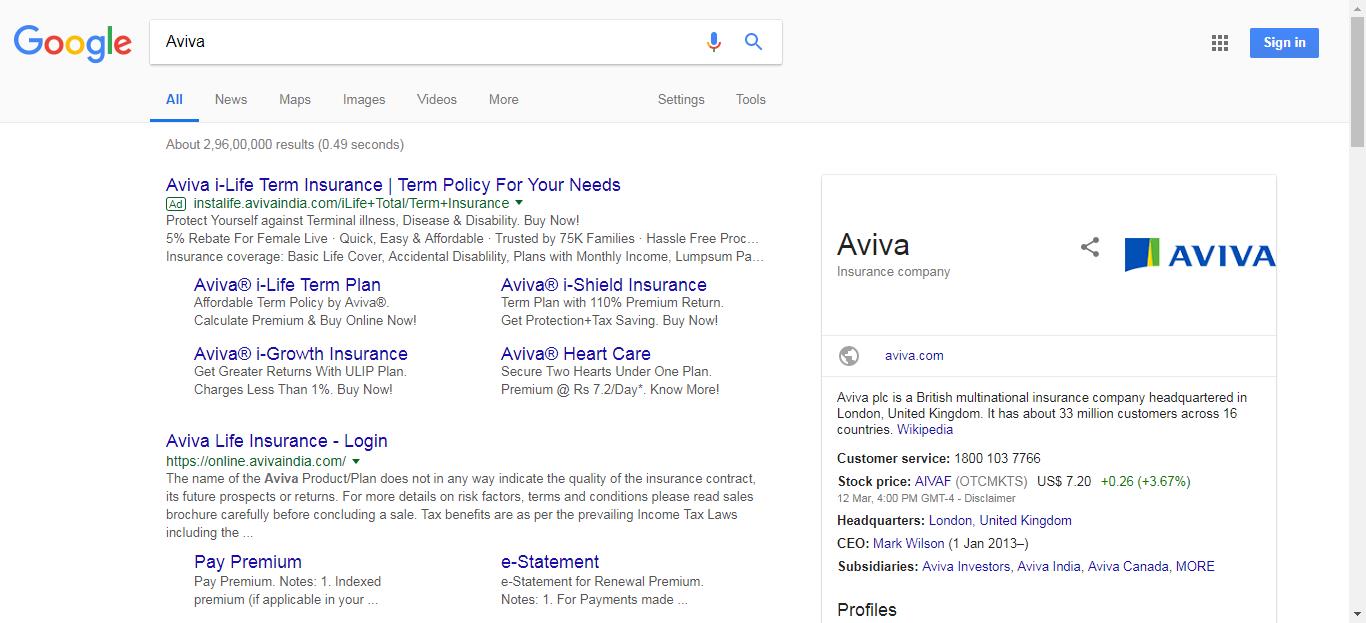 Google
Aviva
Sign in
All News Maps Images Videos More Settings Tools
About 2,96,00,000 results (0.49 seconds)
Aviva i-Life Term Insurance | Term Policy For Your Needs
Ad instalife.avivaindia.com/iLife+Total/Term+Insurance
Protect Yourself against Terminal illness, Disease & Disability. Buy Now!
5% Rebate For Female Live · Quick, Easy & Affordable · Trusted by 75K Families · Hassle Free Proc...
Insurance coverage: Basic Life Cover, Accidental Disablility, Plans with Monthly Income, Lumpsum Pa...
Aviva® i-Life Term Plan
Affordable Term Policy by Aviva®.
Calculate Premium & Buy Online Now!
Aviva® i-Shield Insurance
Term Plan with 110% Premium Return.
Get Protection+Tax Saving. Buy Now!
Aviva® i-Growth Insurance
Get Greater Returns With ULIP Plan.
Charges Less Than 1%. Buy Now!
Aviva® Heart Care
Secure Two Hearts Under One Plan.
Premium @ Rs 7.2/Day*. Know More!
Aviva Life Insurance - Login
https://online.avivaindia.com/
The name of the Aviva Product/Plan does not in any way indicate the quality of the insurance contract,
its future prospects or returns. For more details on risk factors, terms and conditions please read sales
brochure carefully before concluding a sale. Tax benefits are as per the prevailing Income Tax Laws
including the ...
Pay Premium
Pay Premium. Notes: 1. Indexed
premium (if applicable in your ...
e-Statement
e-Statement for Renewal Premium.
Notes: 1. For Payments made ...
Aviva
Insurance company
AVIVA
aviva.com
Aviva plc is a British multinational insurance company headquartered in
London, United Kingdom. It has about 33 million customers across 16
countries. Wikipedia
Customer service: 1800 103 7766
Stock price: AIVAF (OTCMKTS) US$ 7.20 +0.26 (+3.67%)
12 Mar, 4:00 PM GMT-4 - Disclaimer
Headquarters: London, United Kingdom
CEO: Mark Wilson (1 Jan 2013–)
Subsidiaries: Aviva Investors, Aviva India, Aviva Canada, MORE
Profiles